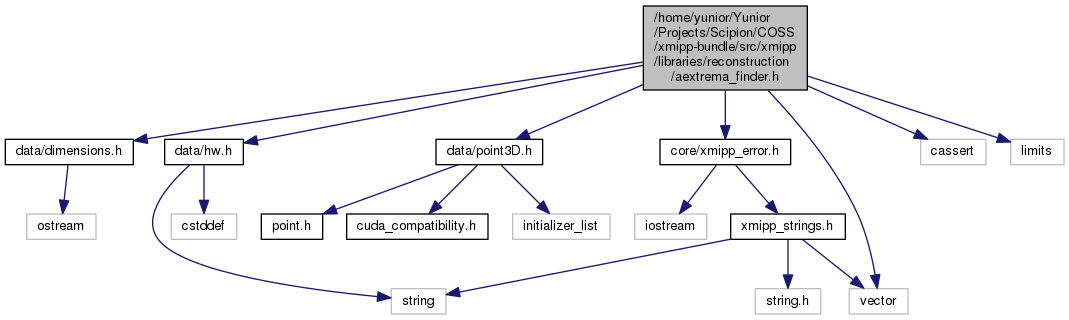 /home/yunior/Yunior
/Projects/Scipion/COSS
/xmipp-bundle/src/xmipp
/libraries/reconstruction
/aextrema_finder.h
data/dimensions.h
data/hw.h
data/point3D.h
core/xmipp_error.h
cassert
limits
ostream
cstddef
point.h
cuda_compatibility.h
initializer_list
iostream
xmipp_strings.h
string
string.h
vector